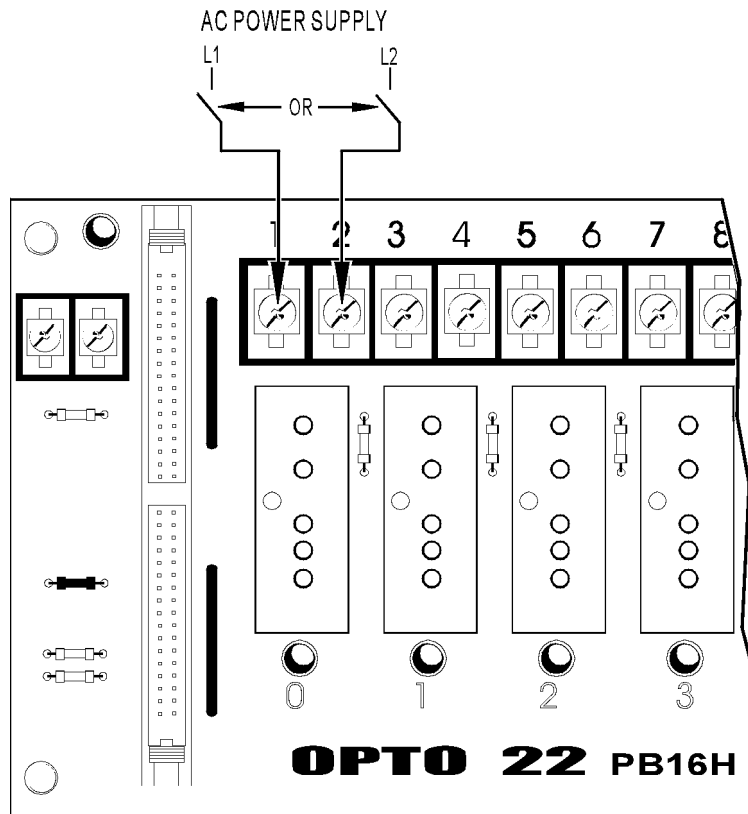 AC POWER SUPPLY
L1 L2
OR
1 2 3 4 5 6 7 8
0 1 2 3
OPTO 22 PB16H